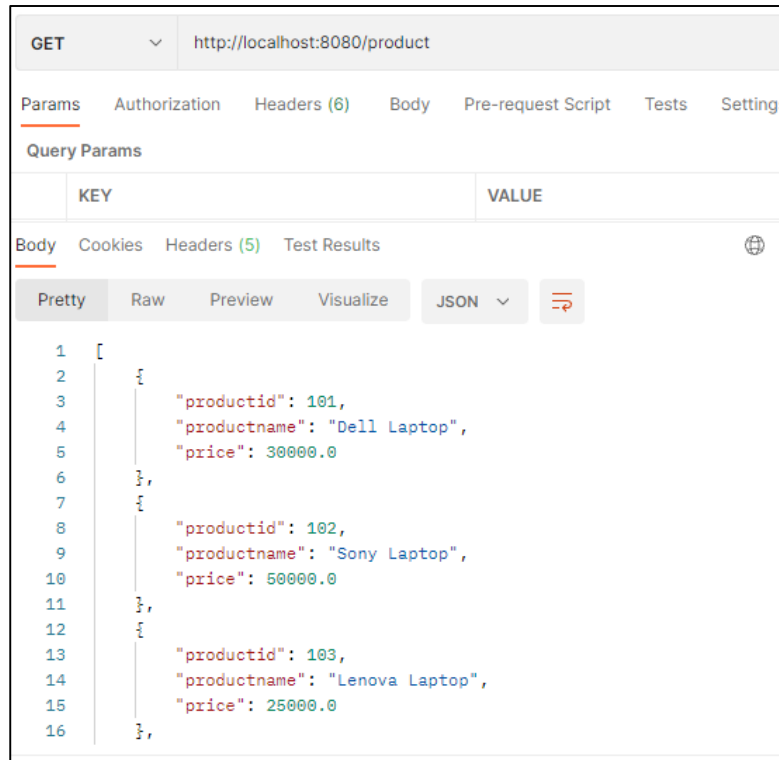 GET http://localhost:8080/product
Params Authorization Headers (6) Body Pre-request Script Tests Setting
Query Params
KEY VALUE
Body Cookies Headers (5) Test Results
Pretty Raw Preview Visualize JSON
1 [
2 {
3 "productid": 101,
4 "productname": "Dell Laptop",
5 "price": 30000.0
6 },
7 {
8 "productid": 102,
9 "productname": "Sony Laptop",
10 "price": 50000.0
11 },
12 {
13 "productid": 103,
14 "productname": "Lenova Laptop",
15 "price": 25000.0
16 },